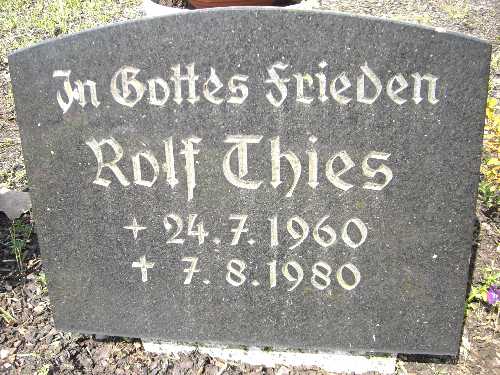 In Gottes Frieden
Rolf Thies
+ 24.7.1960
✝ 7.8.1980